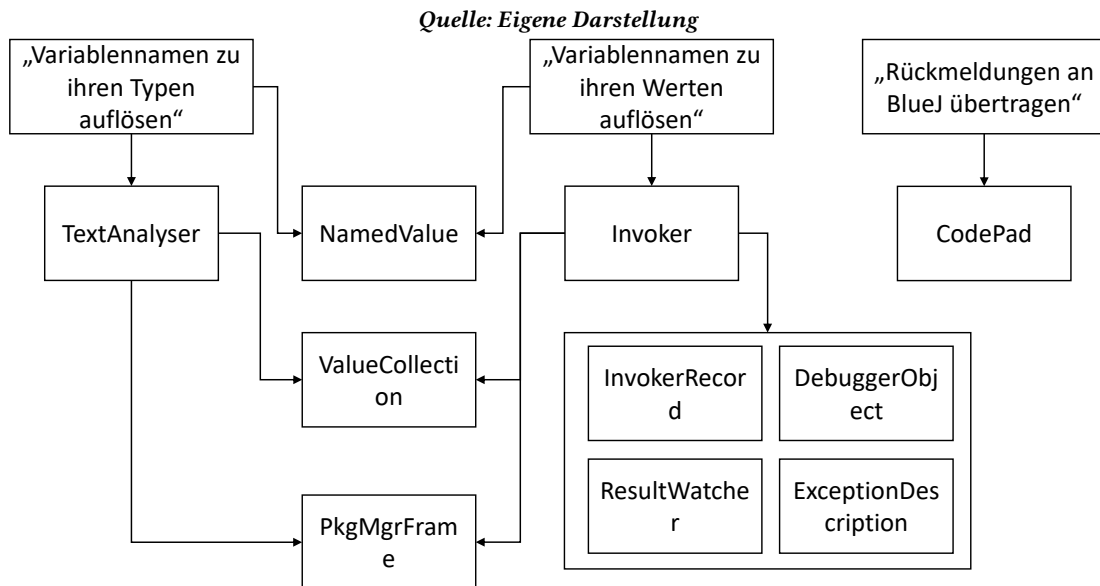 Quelle: Eigene Darstellung
„Variablennamen zu
ihren Typen
auflösen“
„Variablennamen zu
ihren Werten
auflösen“
„Rückmeldungen an
BlueJ übertragen“
TextAnalyser
NamedValue
Invoker
CodePad
ValueCollecti
on
InvokerRecor
d
DebuggerObj
ect
ResultWatche
r
ExceptionDes
cription
PkgMgrFram
e